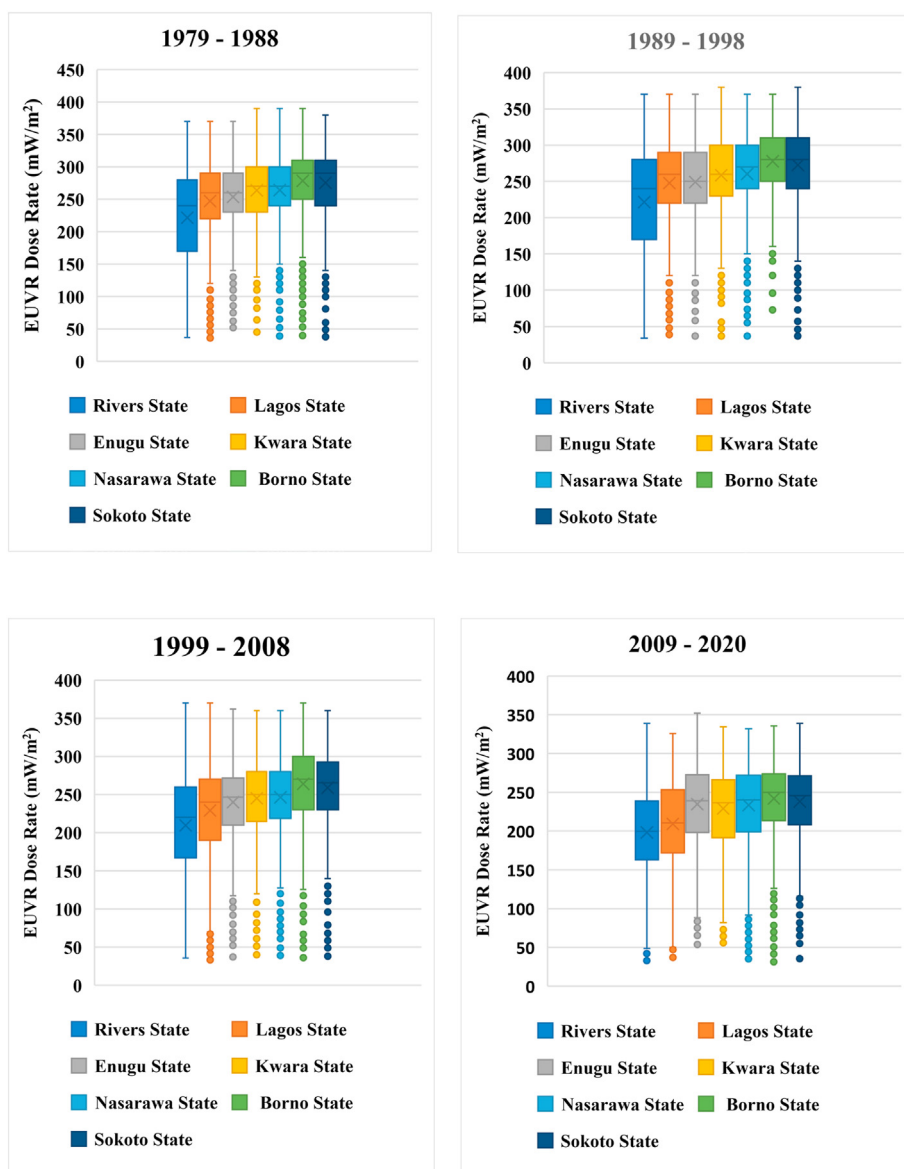 1979 - 1988
EUVR Dose Rate (mW/m²)
450
400
350
300
250
200
150
100
50
0
Rivers State
Lagos State
Enugu State
Kwara State
Nasarawa State
Borno State
Sokoto State
1989 - 1998
EUVR Dose Rate (mW/m²)
400
350
300
250
200
150
100
50
0
Rivers State
Lagos State
Enugu State
Kwara State
Nasarawa State
Borno State
Sokoto State
1999 - 2008
EUVR Dose Rate (mW/m²)
400
350
300
250
200
150
100
50
0
Rivers State
Lagos State
Enugu State
Kwara State
Nasarawa State
Borno State
Sokoto State
2009 - 2020
EUVR Dose Rate (mW/m²)
400
350
300
250
200
150
100
50
0
Rivers State
Lagos State
Enugu State
Kwara State
Nasarawa State
Borno State
Sokoto State